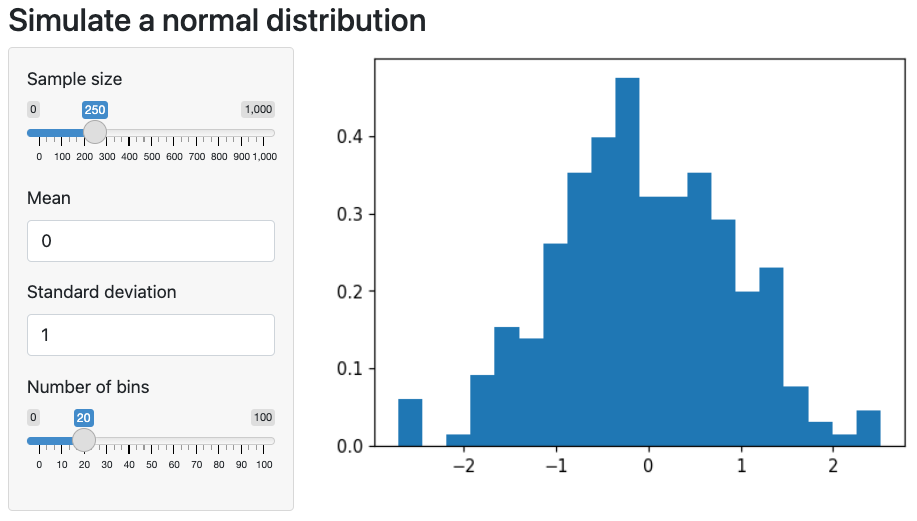 Simulate a normal distribution
Sample size
0 250 1,000
0 100 200 300 400 500 600 700 800 900 1,000
Mean
0
Standard deviation
1
Number of bins
0 20 100
0 10 20 30 40 50 60 70 80 90 100
0.4
0.3
0.2
0.1
0.0
−2 −1 0 1 2